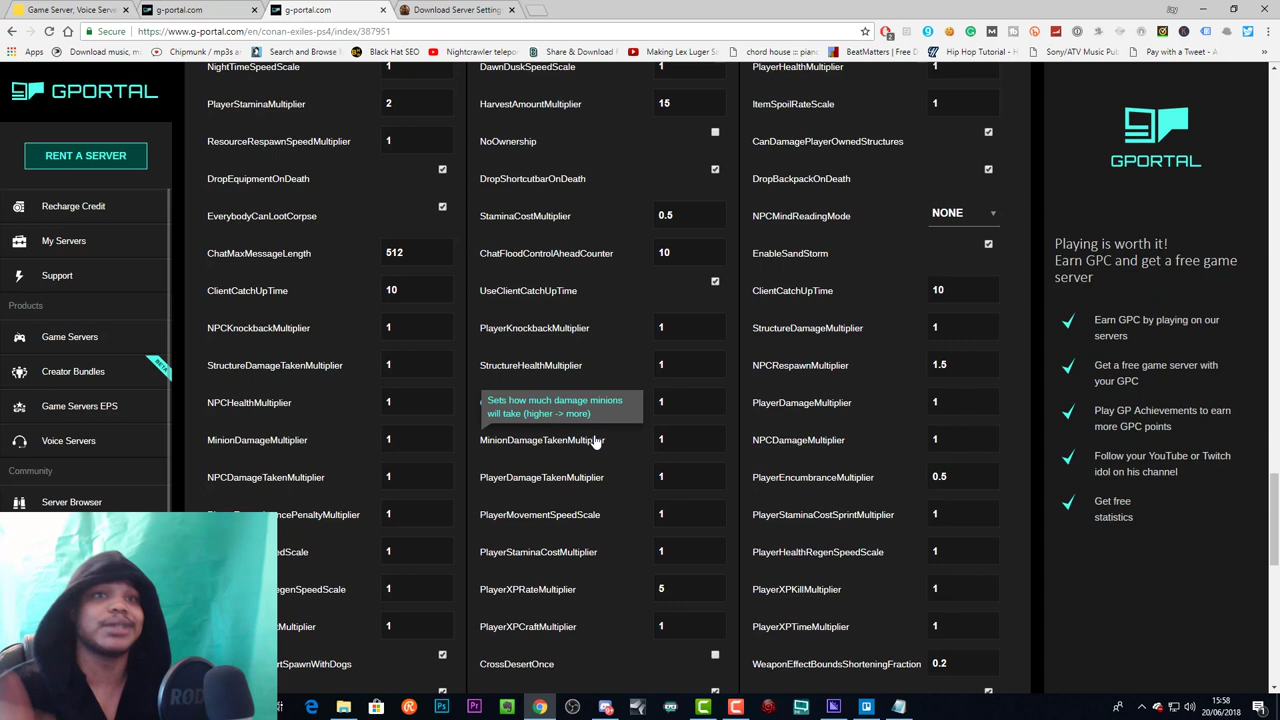 Game Server, Voice Serv
g-portal.com
g-portal.com
Download Server Setting
Secure
https://www.g-portal.com/en/conan-exiles-ps4/index/387951
Apps
Download music, m
Chipmunk / mp3 a
Search and Browse
Black Hat SEO
Nightcrawler telepor
Share & Download
Making Lex Luger
chord house :: pian
BeatMatters | Free D
Hip Hop Tutorial - H
Sony/ATV Music Pub
Pay with a Tweet - A
GPORTAL
RENT A SERVER
Recharge Credit
My Servers
Support
Products
Game Servers
BETA
Creator Bundles
Game Servers EPS
Voice Servers
Community
Server Browser
NightTimeSpeedScale 1
DawnDuskSpeedScale 1
PlayerHealthMultiplier 1
PlayerStaminaMultiplier 2
HarvestAmountMultiplier 15
ItemSpoilRateScale 1
ResourceRespawnSpeedMultiplier 1
NoOwnership
CanDamagePlayerOwnedStructures
DropEquipmentOnDeath
DropShortcutbarOnDeath
DropBackpackOnDeath
EverybodyCanLootCorpse
StaminaCostMultiplier 0.5
NPCMindReadingMode NONE
ChatMaxMessageLength 512
ChatFloodControlAheadCounter 10
EnableSandStorm
ClientCatchUpTime 10
UseClientCatchUpTime
ClientCatchUpTime 10
NPCKnockbackMultiplier 1
PlayerKnockbackMultiplier 1
StructureDamageMultiplier 1
StructureDamageTakenMultiplier 1
StructureHealthMultiplier 1
NPCRespawnMultiplier 1.5
NPCHealthMultiplier 1
Sets how much damage minions
will take (higher -> more)
1
PlayerDamageMultiplier 1
MinionDamageMultiplier 1
MinionDamageTakenMultiplier 1
NPCDamageMultiplier 1
NPCDamageTakenMultiplier 1
PlayerDamageTakenMultiplier 1
PlayerEncumbranceMultiplier 0.5
PenaltyMultiplier 1
PlayerMovementSpeedScale 1
PlayerStaminaCostSprintMultiplier 1
edScale 1
PlayerStaminaCostMultiplier 1
PlayerHealthRegenSpeedScale 1
egenSpeedScale 1
PlayerXPRateMultiplier 5
PlayerXPKillMultiplier 1
ultiplier 1
PlayerXPCraftMultiplier 1
PlayerXPTimeMultiplier 1
rtSpawnWithDogs
CrossDesertOnce
WeaponEffectBoundsShorteningFraction 0.2
GPORTAL
Playing is worth it!
Earn GPC and get a free game
server
Earn GPC by playing on our
servers
Get a free game server with
your GPC
Play GP Achievements to earn
more GPC points
Follow your YouTube or Twitch
idol on his channel
Get free
statistics
15:58
20/06/2018